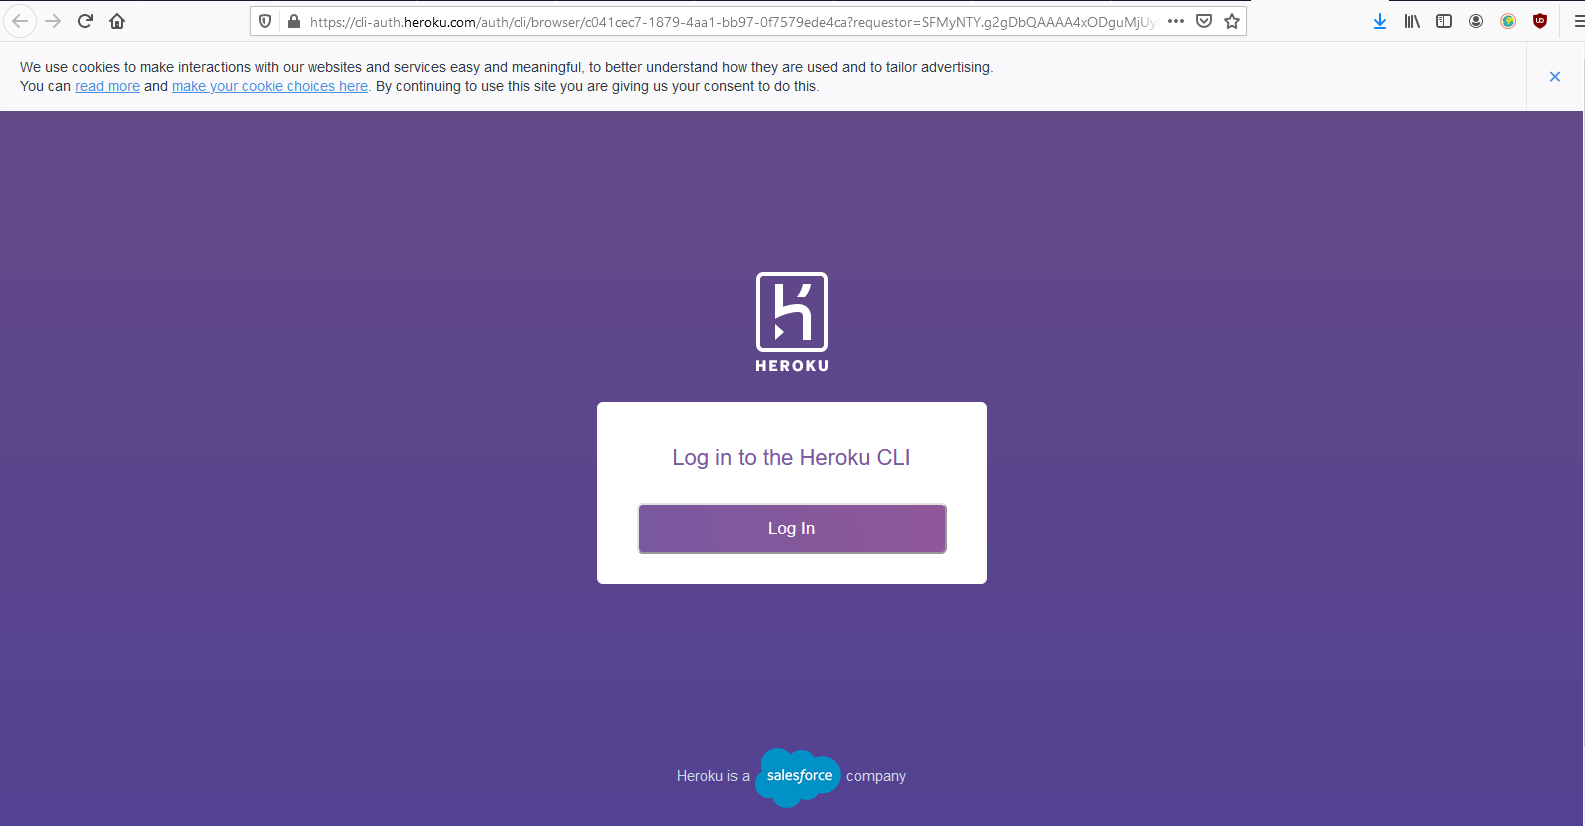 https://cli-auth.heroku.com/auth/cli/browser/c041cec7-1879-4aa1-bb97-0f7579ede4ca?requestor=SFMyNTY.g2gDbQAAAA4xODguMjUy
We use cookies to make interactions with our websites and services easy and meaningful, to better understand how they are used and to tailor advertising.
You can read more and make your cookie choices here. By continuing to use this site you are giving us your consent to do this.
HEROKU
Log in to the Heroku CLI
Log In
Heroku is a salesforce company